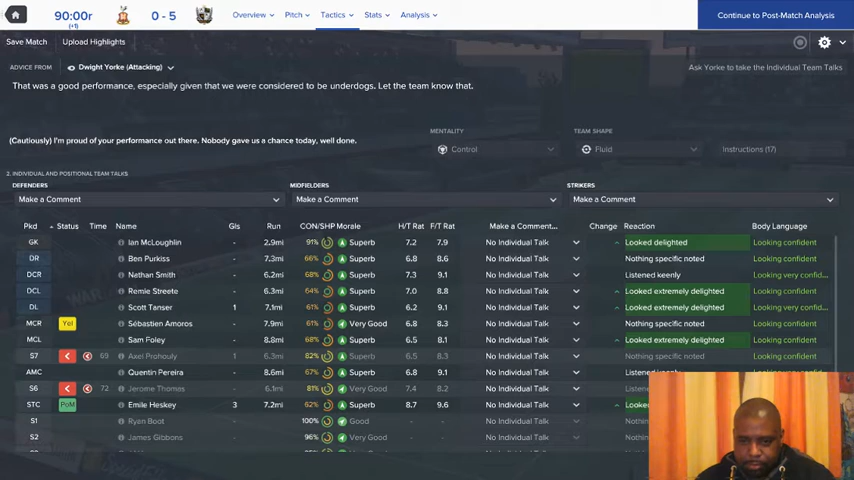 90:00r
(+1)
0 - 5
Overview
Pitch
Tactics
Stats
Analysis
Continue to Post-Match Analysis
Save Match
Upload Highlights
ADVICE FROM
Dwight Yorke (Attacking)
Ask Yorke to take the Individual Team Talks
That was a good performance, especially given that we were considered to be underdogs. Let the team know that.
(Cautiously) I'm proud of your performance out there. Nobody gave us a chance today, well done.
MENTALITY
TEAM SHAPE
Control
Fluid
Instructions (17)
2. INDIVIDUAL AND POSITIONAL TEAM TALKS
DEFENDERS
MIDFIELDERS
STRIKERS
Make a Comment
Make a Comment
Make a Comment
Pkd Status Time Name Gls Run CON/SHP Morale H/T Rat F/T Rat Make a Comment... Change Reaction Body Language
GK Ian McLoughlin - 2.9mi 91% Superb 7.2 7.9 No Individual Talk Looked delighted Looking confident
DR Ben Purkiss - 7.3mi 66% Superb 6.8 8.6 No Individual Talk Nothing specific noted Looking confident
DCR Nathan Smith - 6.2mi 68% Superb 7.3 9.1 No Individual Talk Listened keenly Looking very confid...
DCL Remie Streete - 6.3mi 64% Superb 7.0 8.8 No Individual Talk Looked extremely delighted Looking confident
DL Scott Tanser 1 7.1mi 61% Superb 6.2 9.1 No Individual Talk Looked extremely delighted Looking very confid...
MCR Yel Sébastien Amoros - 7.9mi 61% Very Good 6.8 8.3 No Individual Talk Nothing specific noted Looking confident
MCL Sam Foley - 8.8mi 68% Superb 6.5 8.1 No Individual Talk Looked extremely delighted Looking confident
S7 69 Axel Prohouly 1 6.3mi 82% Superb 6.5 8.3 No Individual Talk Nothing specific noted Looking confident
AMC Quentin Pereira - 8.6mi 67% Superb 6.8 9.1 No Individual Talk Listened
S6 72 Jerome Thomas - 6.1mi 81% Very Good 7.4 8.2 No Individual Talk
STC PoM Emile Heskey 3 7.2mi 62% Superb 8.7 9.6 No Individual Talk
S1 Ryan Boot - - 100% Good - - No Individual Talk
S2 James Gibbons - - 96% Very Good - - No Individual Talk